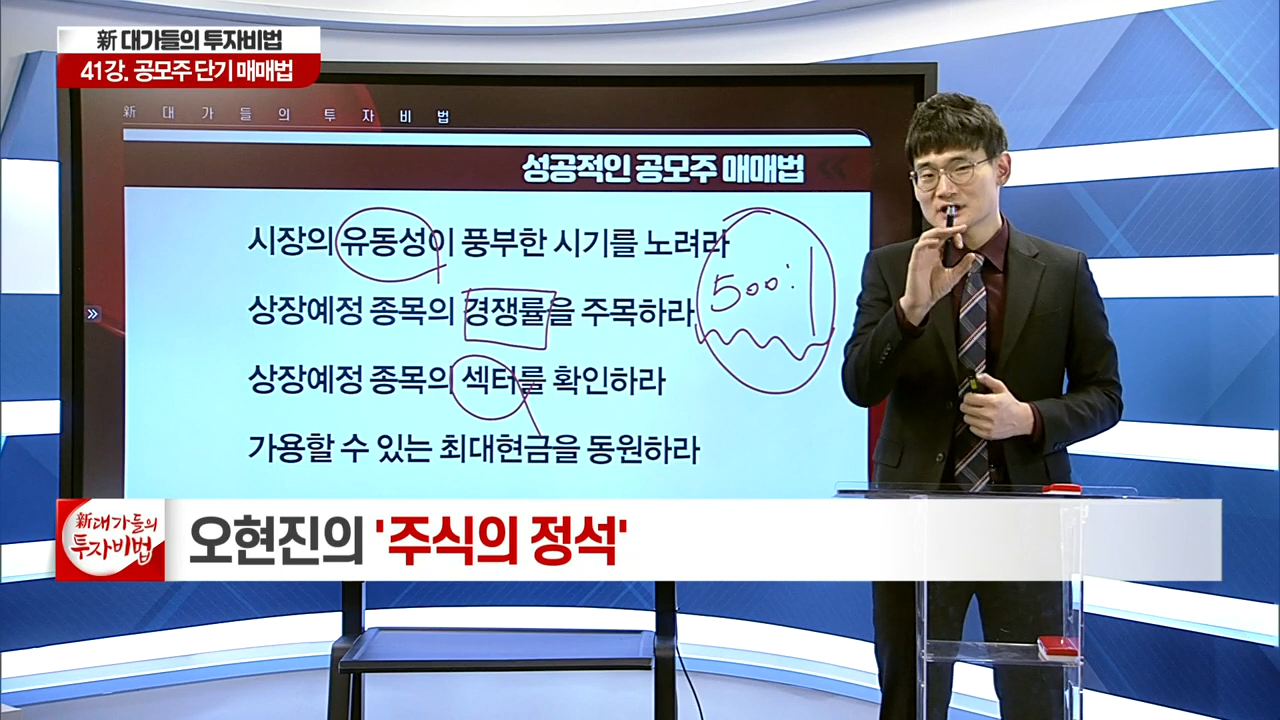 新 대가들의 투자비법
41강. 공모주 단기 매매법
新 대가들의 투자비법
성공적인 공모주 매매법
시장의 유동성이 풍부한 시기를 노려라
상장예정 종목의 경쟁률을 주목하라
500:1
상장예정 종목의 섹터를 확인하라
가용할 수 있는 최대현금을 동원하라
新대가들의
투자비법
오현진의 '주식의 정석'